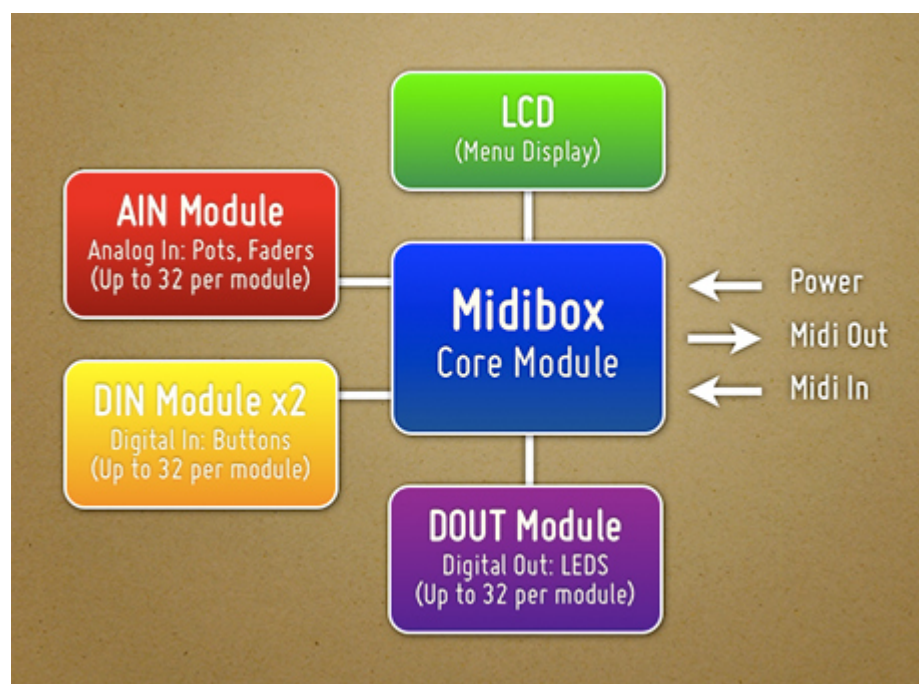 LCD
(Menu Display)
AIN Module
Analog In: Pots, Faders
(Up to 32 per module)
Midibox
Core Module
Power
Midi Out
Midi In
DIN Module x2
Digital In: Buttons
(Up to 32 per module)
DOUT Module
Digital Out: LEDS
(Up to 32 per module)